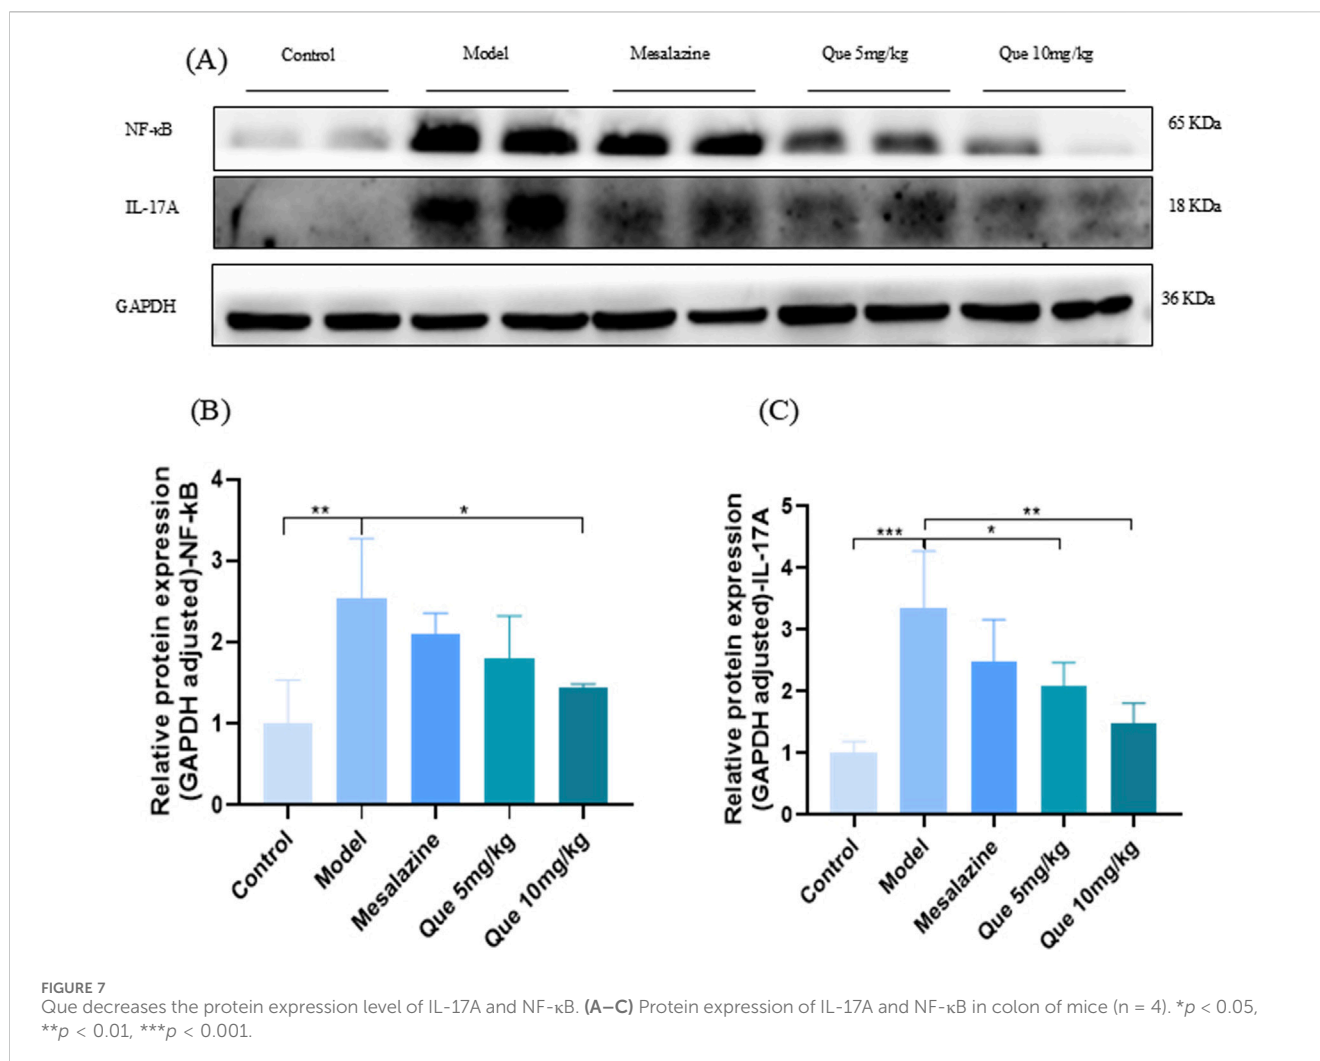 (A)
Control
Model
Mesalazine
Que 5mg/kg
Que 10mg/kg
NF-κB
65 KDa
IL-17A
18 KDa
GAPDH
36 KDa
(B)
Relative protein expression
(GAPDH adjusted)-NF-kB
4
3
2
1
0
**
*
Control
Model
Mesalazine
Que 5mg/kg
Que 10mg/kg
(C)
Relative protein expression
(GAPDH adjusted)-IL-17A
5
4
3
2
1
0
***
**
*
Control
Model
Mesalazine
Que 5mg/kg
Que 10mg/kg
FIGURE 7
Que decreases the protein expression level of IL-17A and NF-κB. (A–C) Protein expression of IL-17A and NF-κB in colon of mice (n = 4). *p < 0.05,
**p < 0.01, ***p < 0.001.